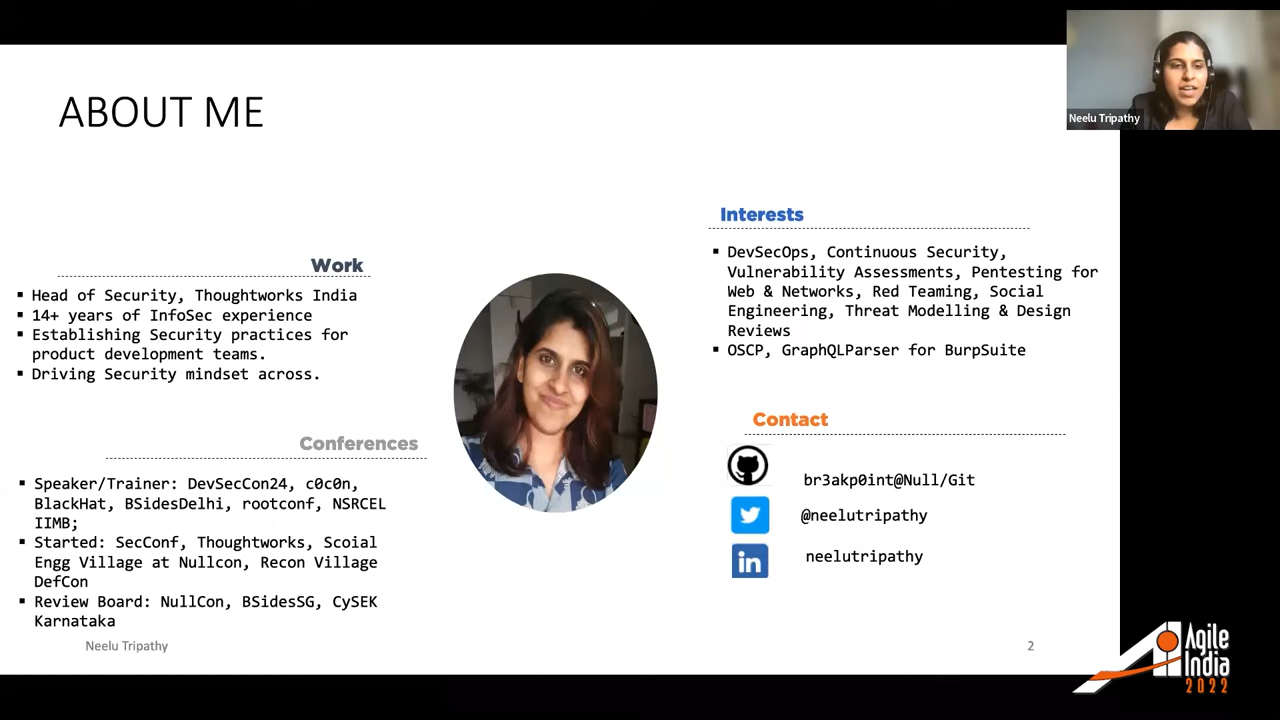 ABOUT ME
Neelu Tripathy
Work
Head of Security, Thoughtworks India
14+ years of InfoSec experience
Establishing Security practices for
product development teams.
Driving Security mindset across.
Conferences
Speaker/Trainer: DevSecCon24, c0c0n,
BlackHat, BSidesDelhi, rootconf, NSRCEL
IIMB;
Started: SecConf, Thoughtworks, Scoial
Engg Village at Nullcon, Recon Village
DefCon
Review Board: NullCon, BSidesSG, CySEK
Karnataka
Interests
DevSecOps, Continuous Security,
Vulnerability Assessments, Pentesting for
Web & Networks, Red Teaming, Social
Engineering, Threat Modelling & Design
Reviews
OSCP, GraphQLParser for BurpSuite
Contact
br3akp0int@Null/Git
@neelutripathy
in
neelutripathy
Neelu Tripathy
2
Agile
India
2022